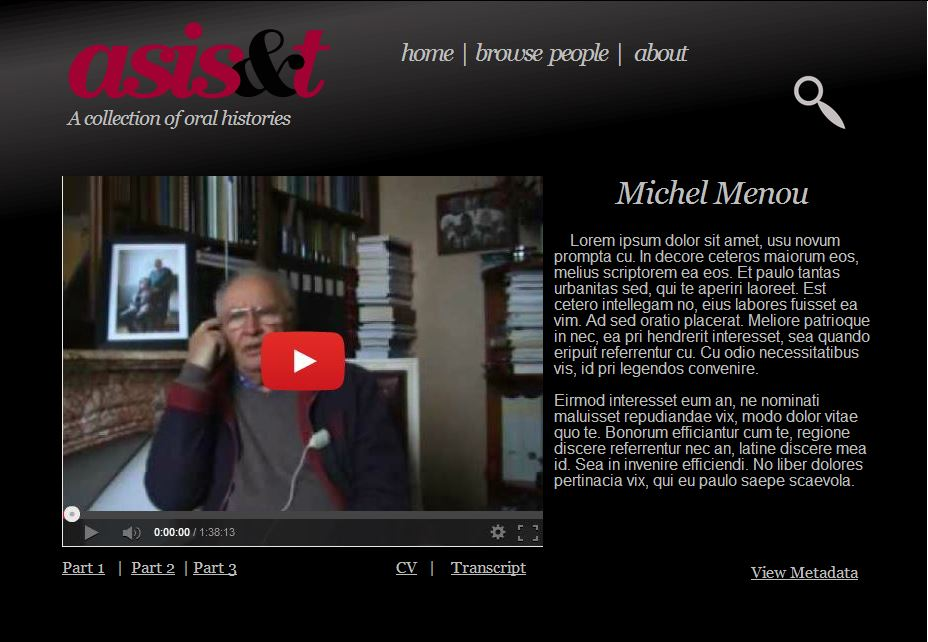 asis&t
home | browse people | about
A collection of oral histories
Michel Menou
Lorem ipsum dolor sit amet, usu novum
prompta cu. In decore ceteros maiorum eos,
melius scriptorem ea eos. Et paulo tantas
urbanitas sed, qui te aperiri laoreet. Est
cetero intellegam no, eius labores fuisset ea
vim. Ad sed oratio placerat. Meliore patrioque
in nec, ea pri hendrerit interesset, sea quando
eripuit referrentur cu. Cu odio necessitatibus
vis, id pri legendos convenire.
Eirmod interesset eum an, ne nominati
maluisset repudiandae vix, modo dolor vitae
quo te. Bonorum efficiantur cum te, regione
discere referrentur nec an, latine discere mea
id. Sea in invenire efficiendi. No liber dolores
pertinacia vix, qui eu paulo saepe scaevola.
0:00:00 / 1:38:13
Part 1 | Part 2 | Part 3
CV | Transcript
View Metadata